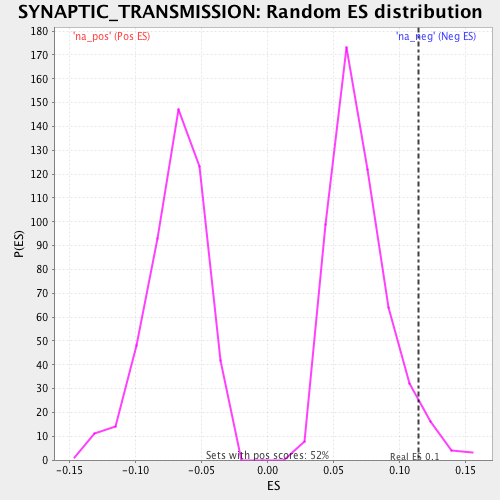 SYNAPTIC_TRANSMISSION: Random ES distribution
'na_pos' (Pos ES)
'na_neg' (Neg ES)
180
170
160
150
140
130
120
110
100
90
80
70
60
50
40
30
20
10
0
P(ES)
Sets with pos scores: 52%
Real ES 0.1
-0.15 -0.10 -0.05 0.00 0.05 0.10 0.15
ES